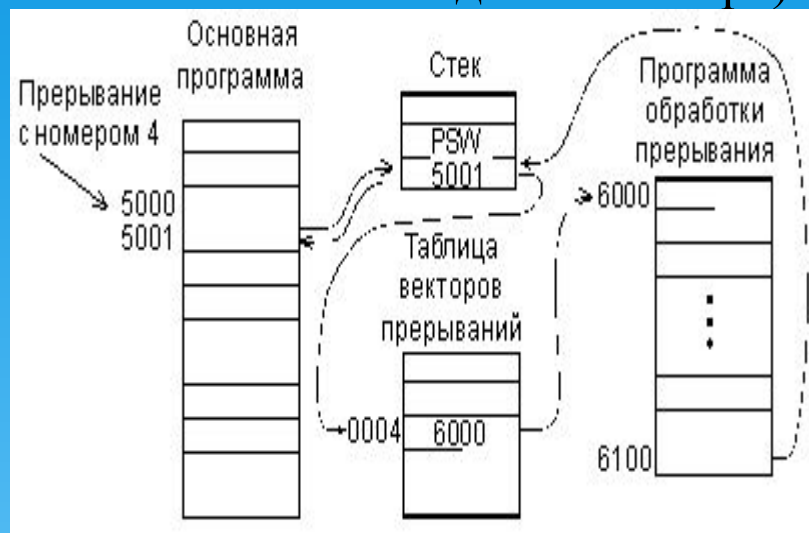 Основная
программа
Прерывание
с номером 4
5000
5001
Стек
PSW
5001
Таблица
векторов
прерываний
0004
6000
Программа
обработки
прерывания
6000
6100